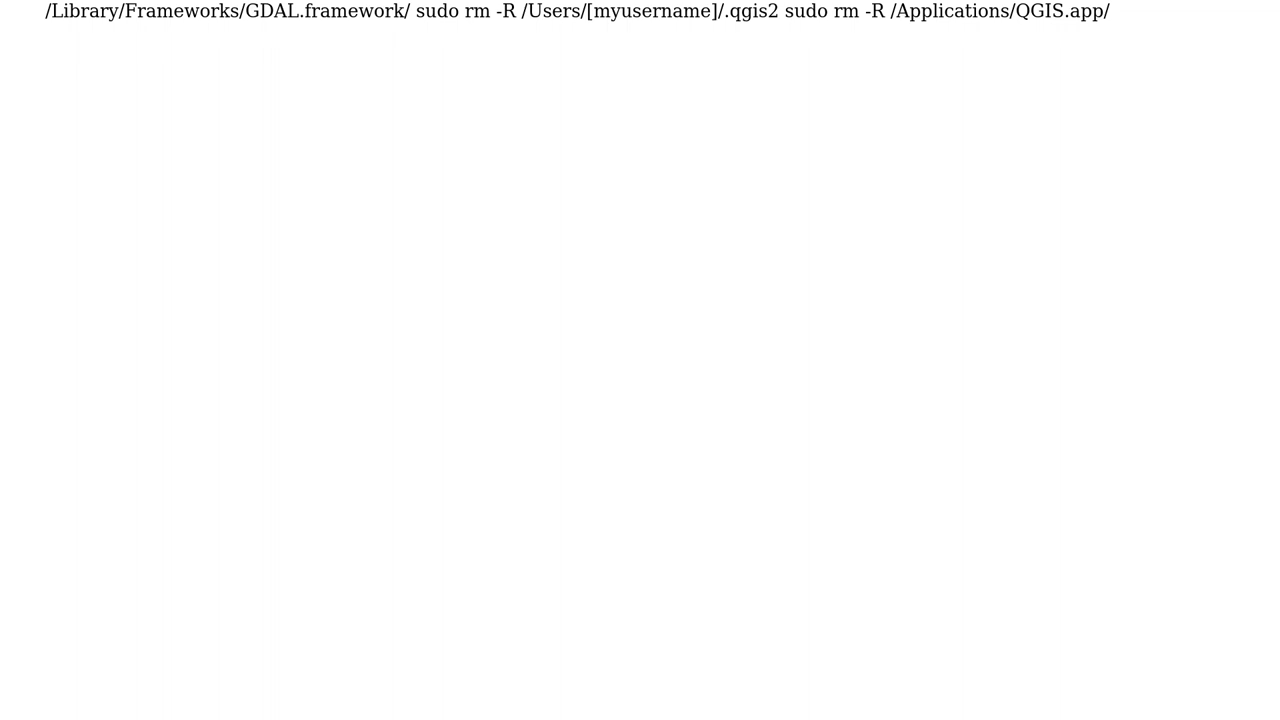 /Library/Frameworks/GDAL.framework/ sudo rm -R /Users/[myusername]/.qgis2 sudo rm -R /Applications/QGIS.app/